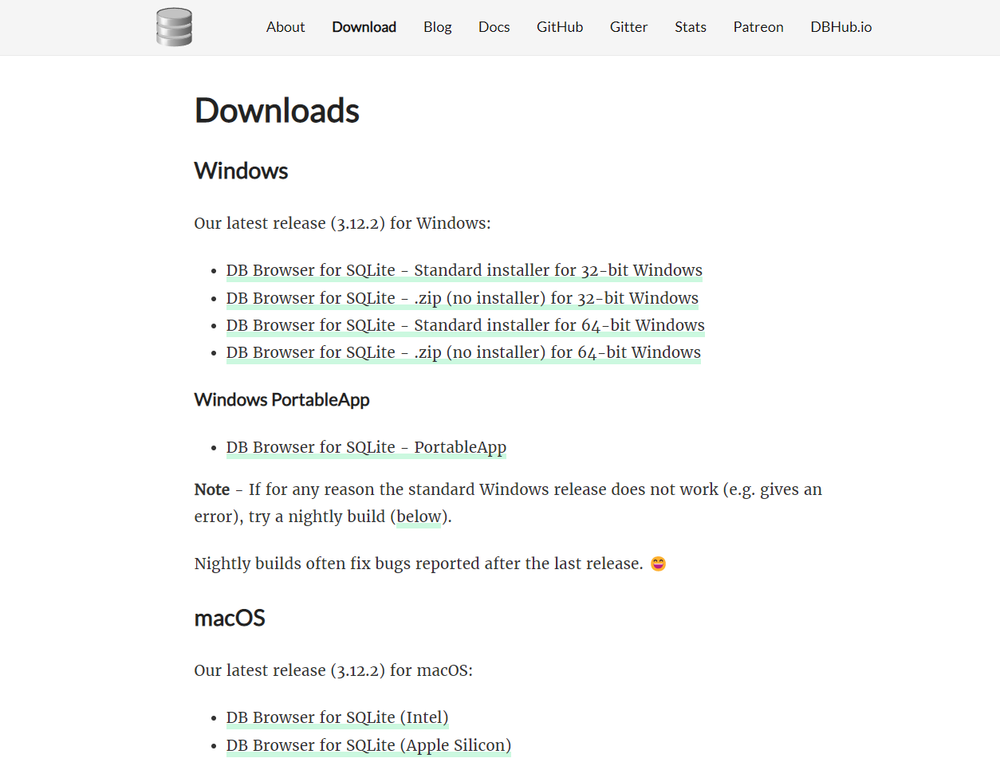 About Download Blog Docs GitHub Gitter Stats Patreon DBHub.io
Downloads
Windows
Our latest release (3.12.2) for Windows:
• DB Browser for SQLite - Standard installer for 32-bit Windows
• DB Browser for SQLite - .zip (no installer) for 32-bit Windows
• DB Browser for SQLite - Standard installer for 64-bit Windows
• DB Browser for SQLite - .zip (no installer) for 64-bit Windows
Windows PortableApp
• DB Browser for SQLite - PortableApp
Note - If for any reason the standard Windows release does not work (e.g. gives an
error), try a nightly build (below).
Nightly builds often fix bugs reported after the last release. 😄
macOS
Our latest release (3.12.2) for macOS:
• DB Browser for SQLite (Intel)
• DB Browser for SQLite (Apple Silicon)